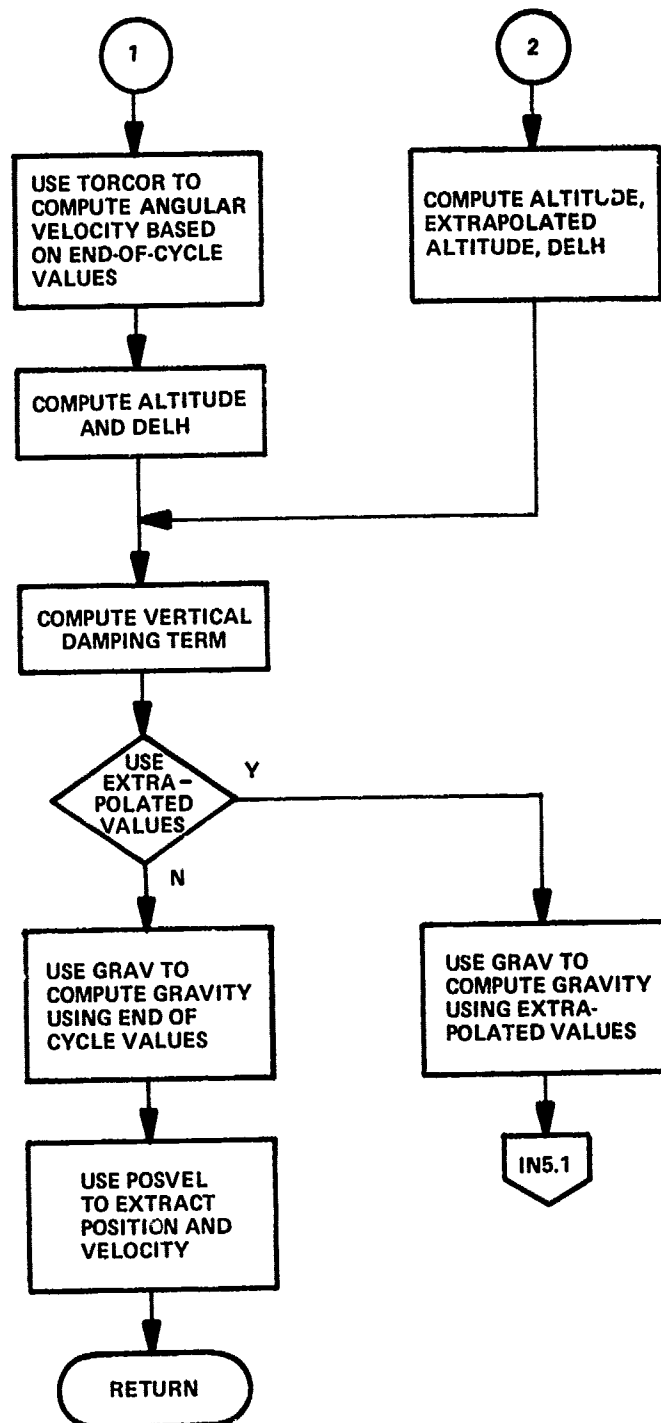 1
2
USE TORCOR TO
COMPUTE ANGULAR
VELOCITY BASED
ON END-OF-CYCLE
VALUES
COMPUTE ALTITUDE,
EXTRAPOLATED
ALTITUDE, DELH
COMPUTE ALTITUDE
AND DELH
COMPUTE VERTICAL
DAMPING TERM
USE
EXTRA-
POLATED
VALUES
Y
N
USE GRAV TO
COMPUTE GRAVITY
USING END OF
CYCLE VALUES
USE GRAV TO
COMPUTE GRAVITY
USING EXTRA-
POLATED VALUES
USE POSVEL
TO EXTRACT
POSITION AND
VELOCITY
IN5.1
RETURN